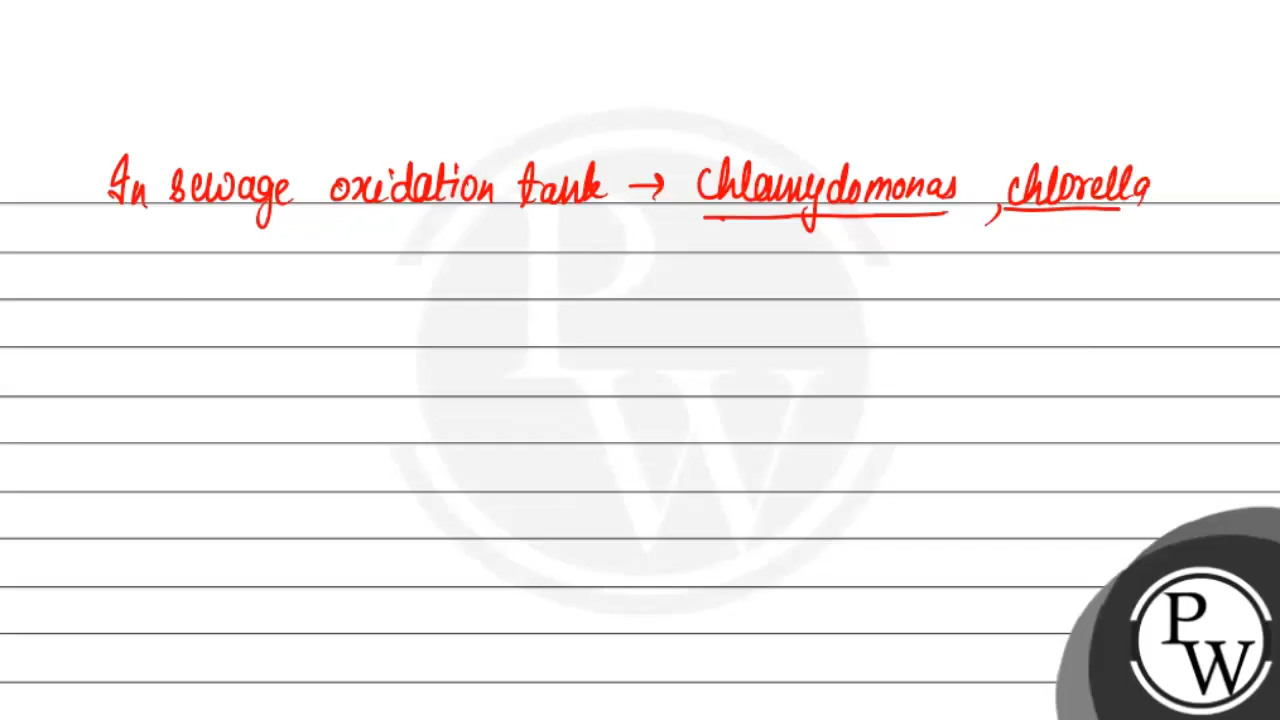 In sewage oxidation tank → Chlamydomonas, chlorella
P
W
P
W